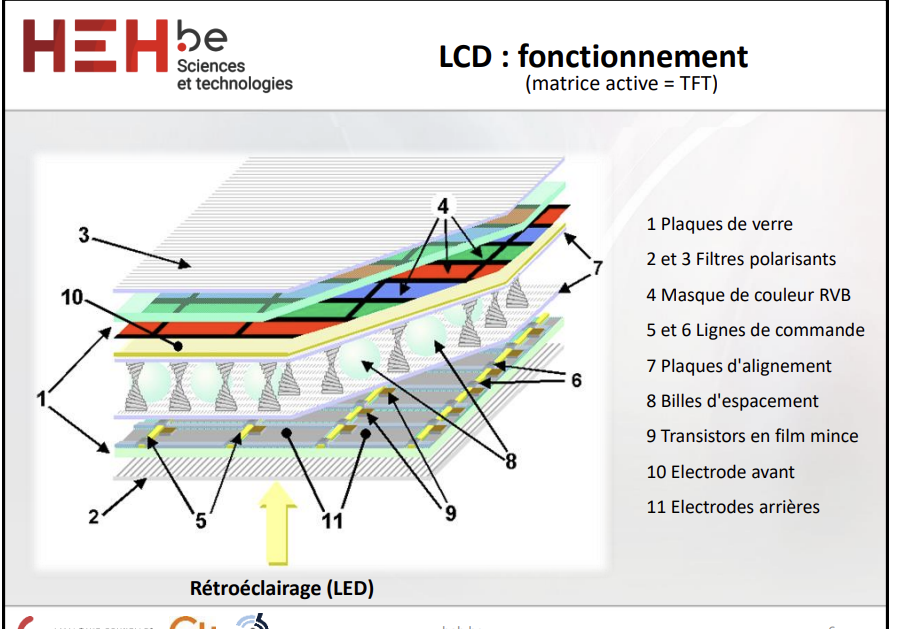 HEH.be
Sciences
et technologies
LCD : fonctionnement
(matrice active = TFT)
3
4
7
10
1
6
8
2
5
11
9
1 Plaques de verre
2 et 3 Filtres polarisants
4 Masque de couleur RVB
5 et 6 Lignes de commande
7 Plaques d'alignement
8 Billes d'espacement
9 Transistors en film mince
10 Electrode avant
11 Electrodes arrières
Rétroéclairage (LED)